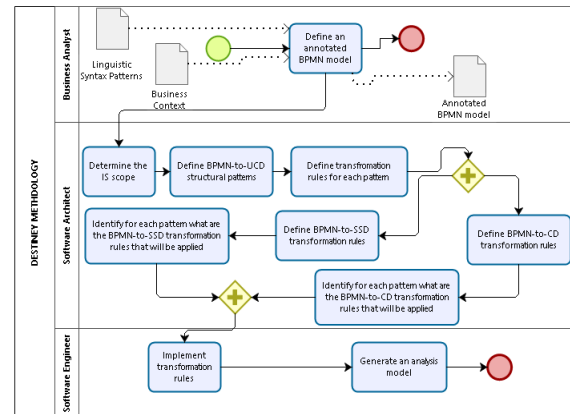 DESTINEY METHODOLOGY
Business Analyst
Linguistic
Syntax Patterns
Business
Context
Define an
annotated
BPMN model
Annotated
BPMN model
Software Architect
Determine the
IS scope
Define BPMN-to-UCD
structural patterns
Define transfromation
rules for each pattern
Identify for each pattern what are
the BPMN-to-SSD transformation
rules that will be applied
Define BPMN-to-SSD
transformation rules
Define BPMN-to-CD
transformation rules
Identify for each pattern what are
the BPMN-to-CD transformation
rules that will be applied
Software Engineer
Implement
transformation
rules
Generate an analysis
model